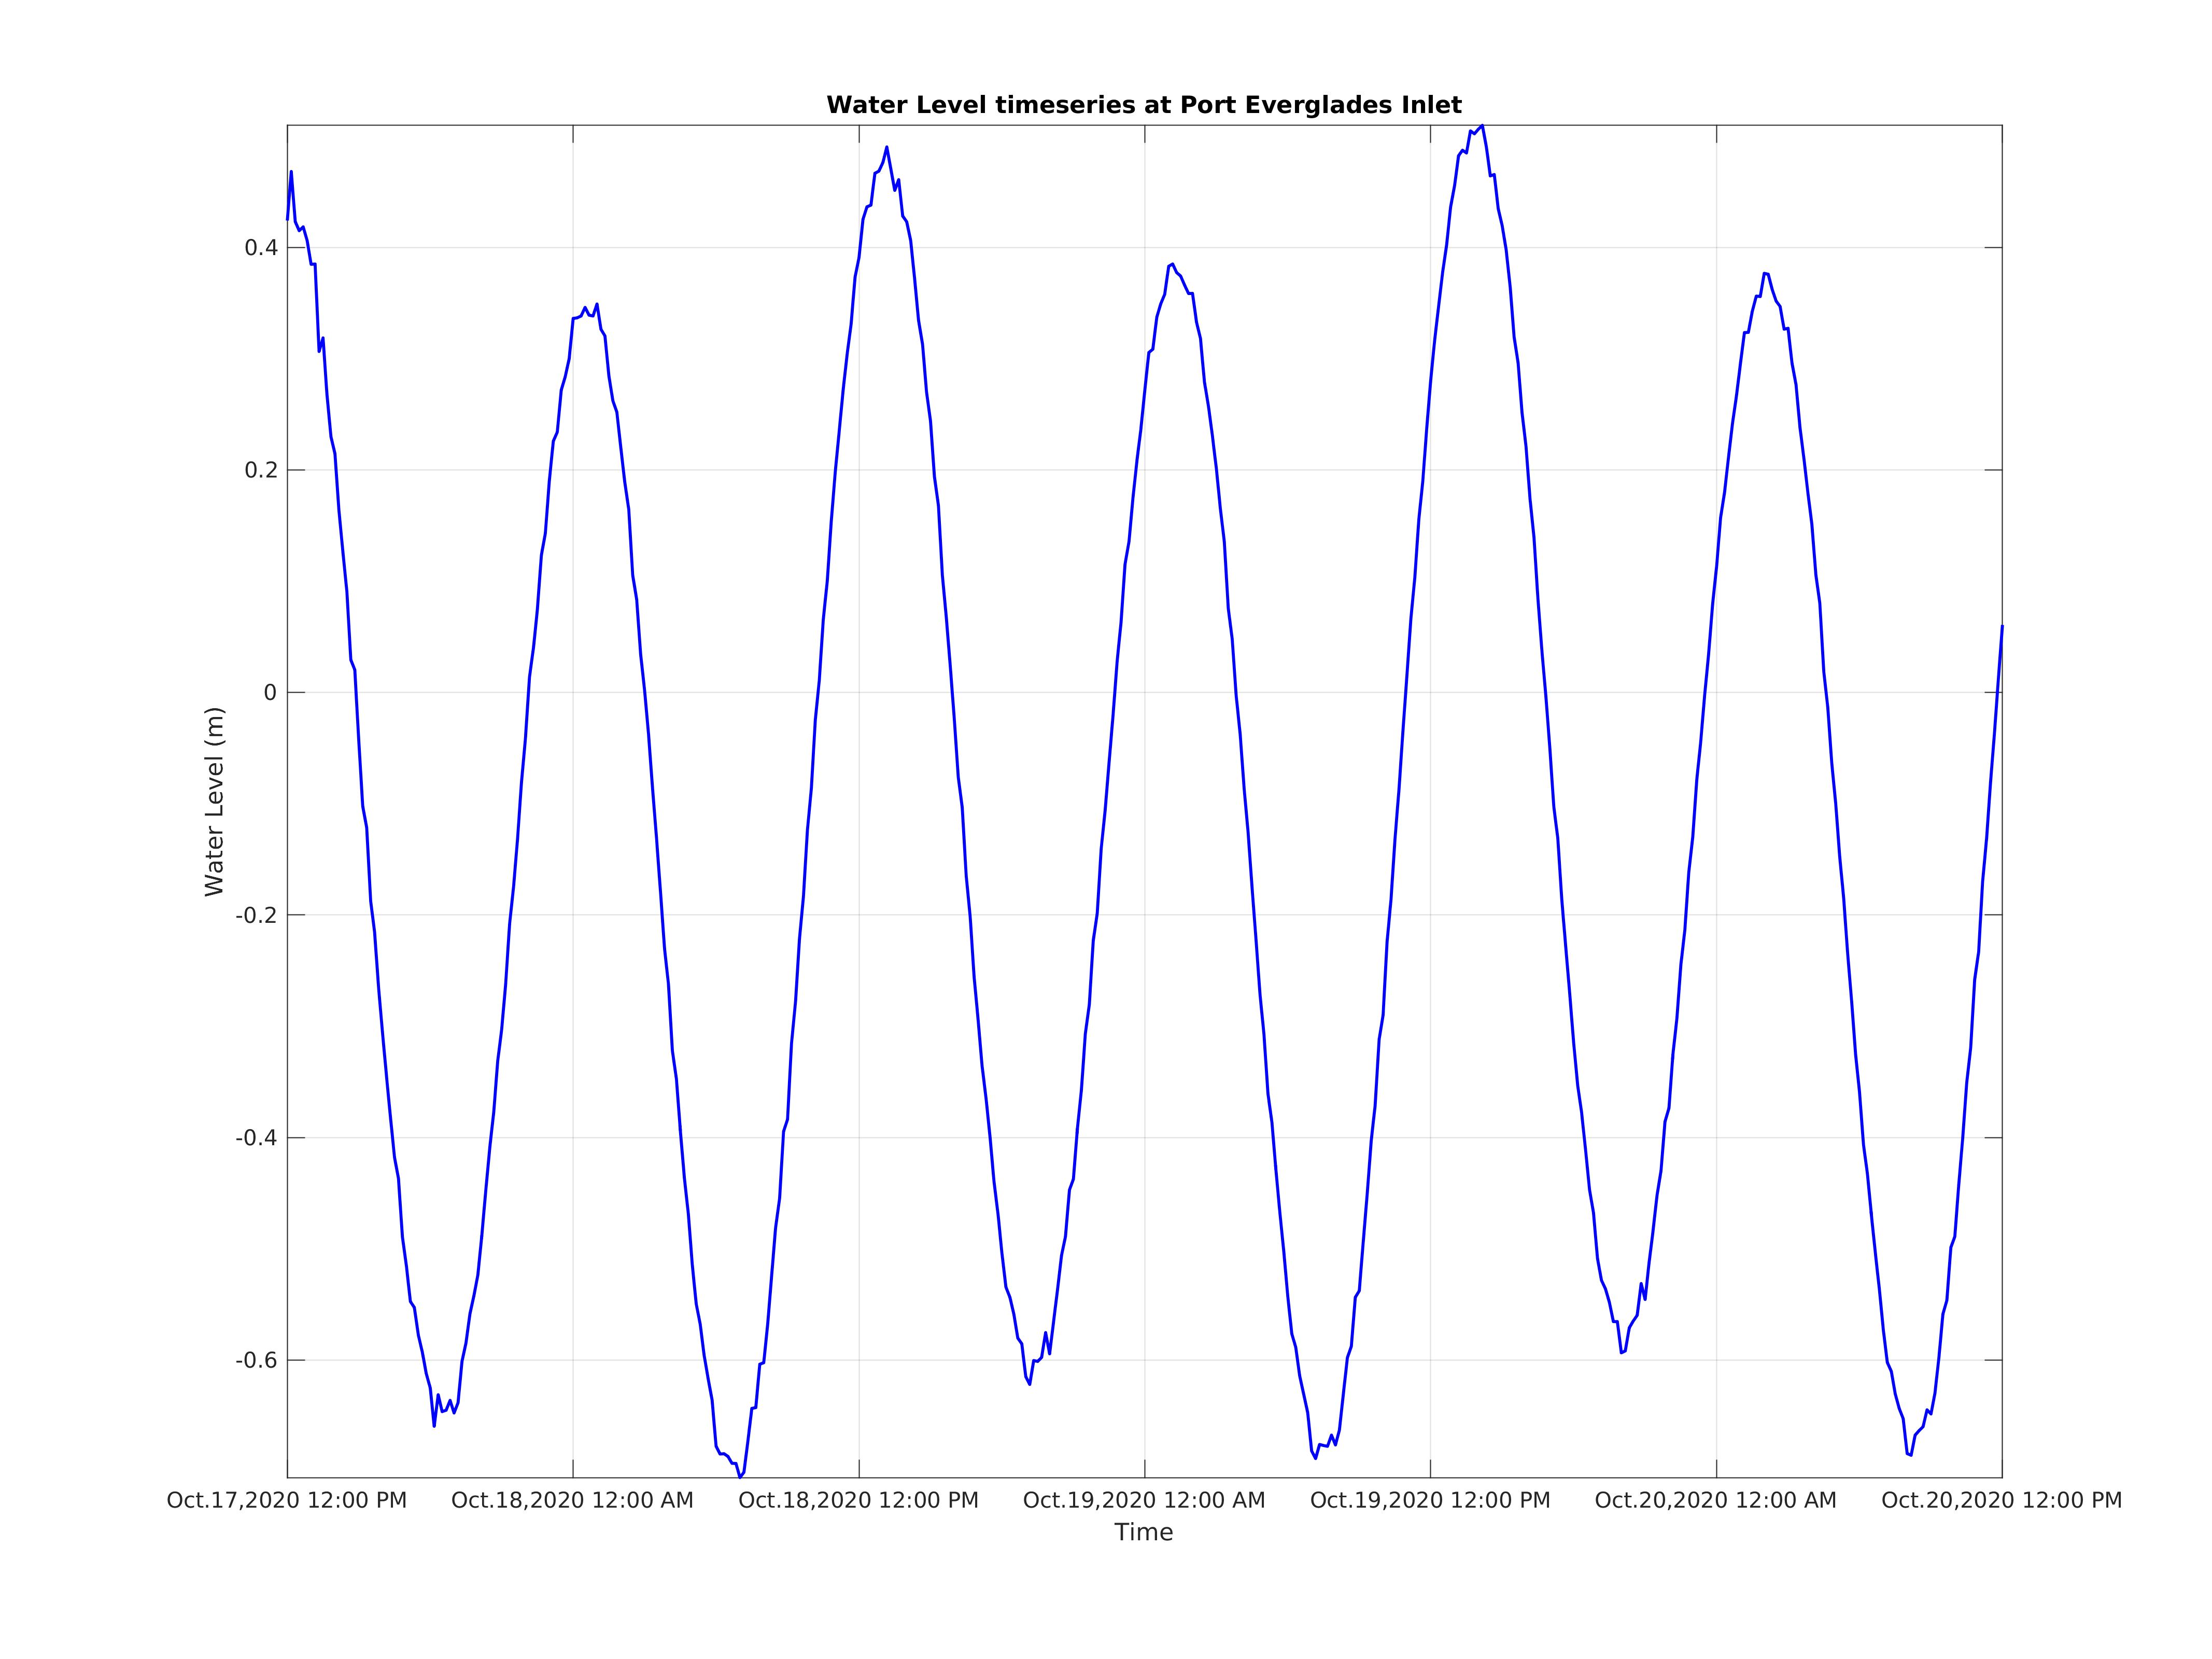 Water Level timeseries at Port Everglades Inlet
0.4
0.2
0
-0.2
-0.4
-0.6
Water Level (m)
Oct.17,2020 12:00 PM
Oct.18,2020 12:00 AM
Oct.18,2020 12:00 PM
Oct.19,2020 12:00 AM
Oct.19,2020 12:00 PM
Oct.20,2020 12:00 AM
Oct.20,2020 12:00 PM
Time